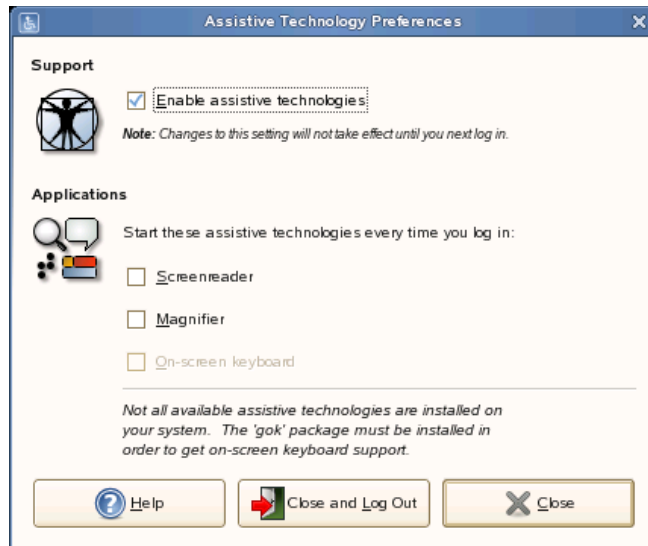 Assistive Technology Preferences
Support
Enable assistive technologies
Note: Changes to this setting will not take effect until you next log in.
Applications
Start these assistive technologies every time you log in:
Screenreader
Magnifier
On-screen keyboard
Not all available assistive technologies are installed on
your system. The 'gok' package must be installed in
order to get on-screen keyboard support.
Help
Close and Log Out
Close